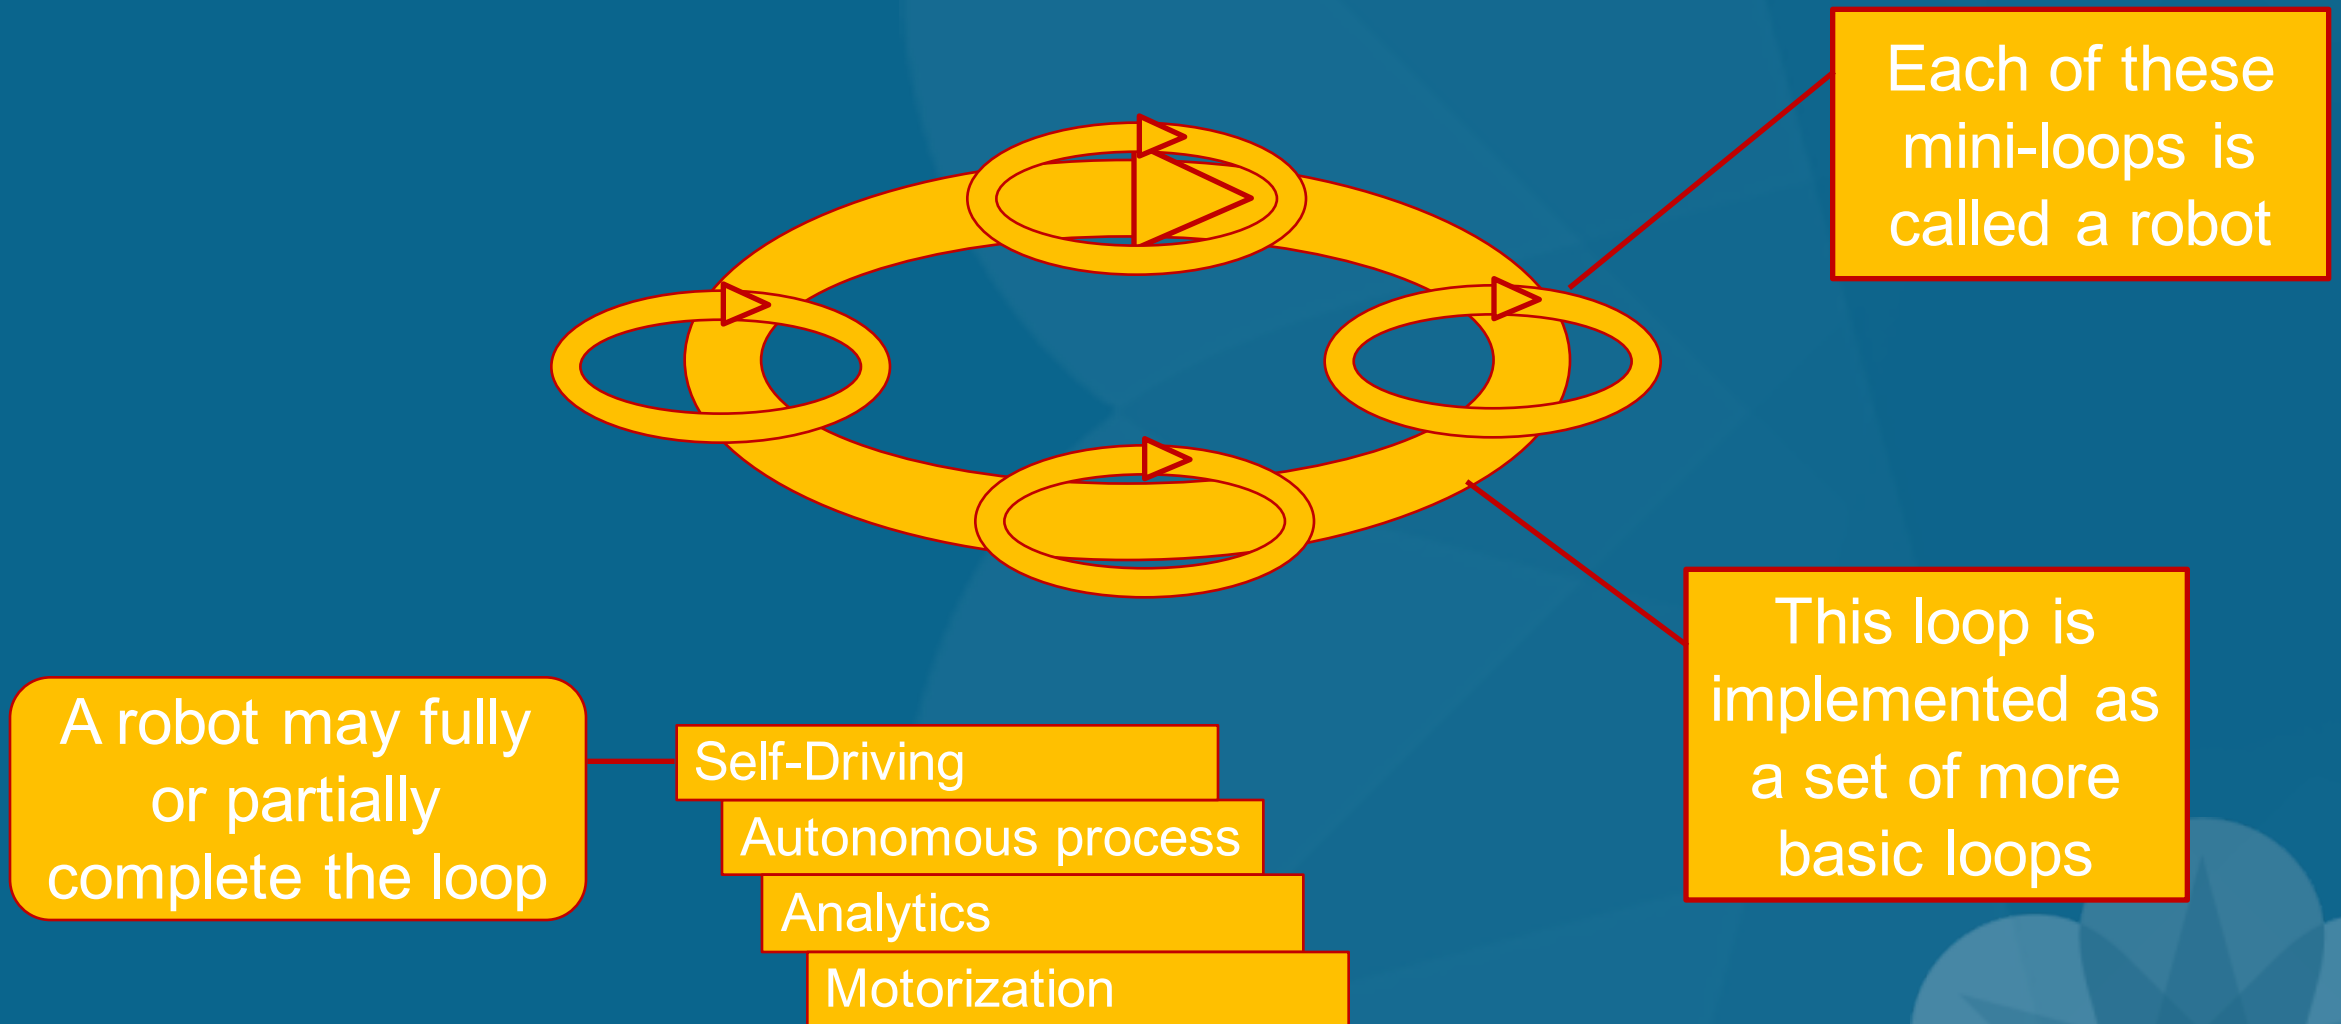 Each of these
mini-loops is
called a robot
This loop is
implemented as
a set of more
basic loops
A robot may fully
or partially
complete the loop
Self-Driving
Autonomous process
Analytics
Motorization